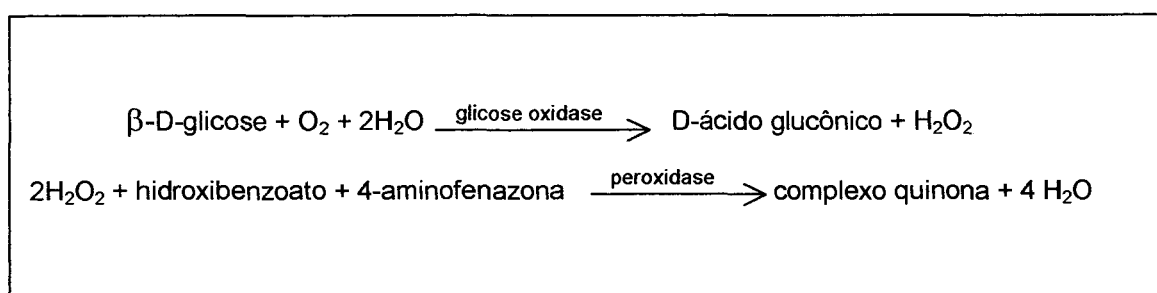 β-D-glicose + O₂ + 2H₂O glicose oxidase D-ácido glucônico + H₂O₂
2H₂O₂ + hidroxibenzoato + 4-aminofenazona peroxidase complexo quinona + 4 H₂O